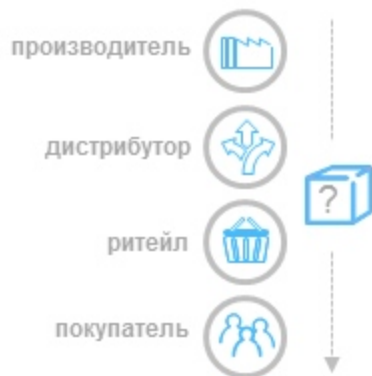 производитель
дистрибутор
?
ритейл
покупатель